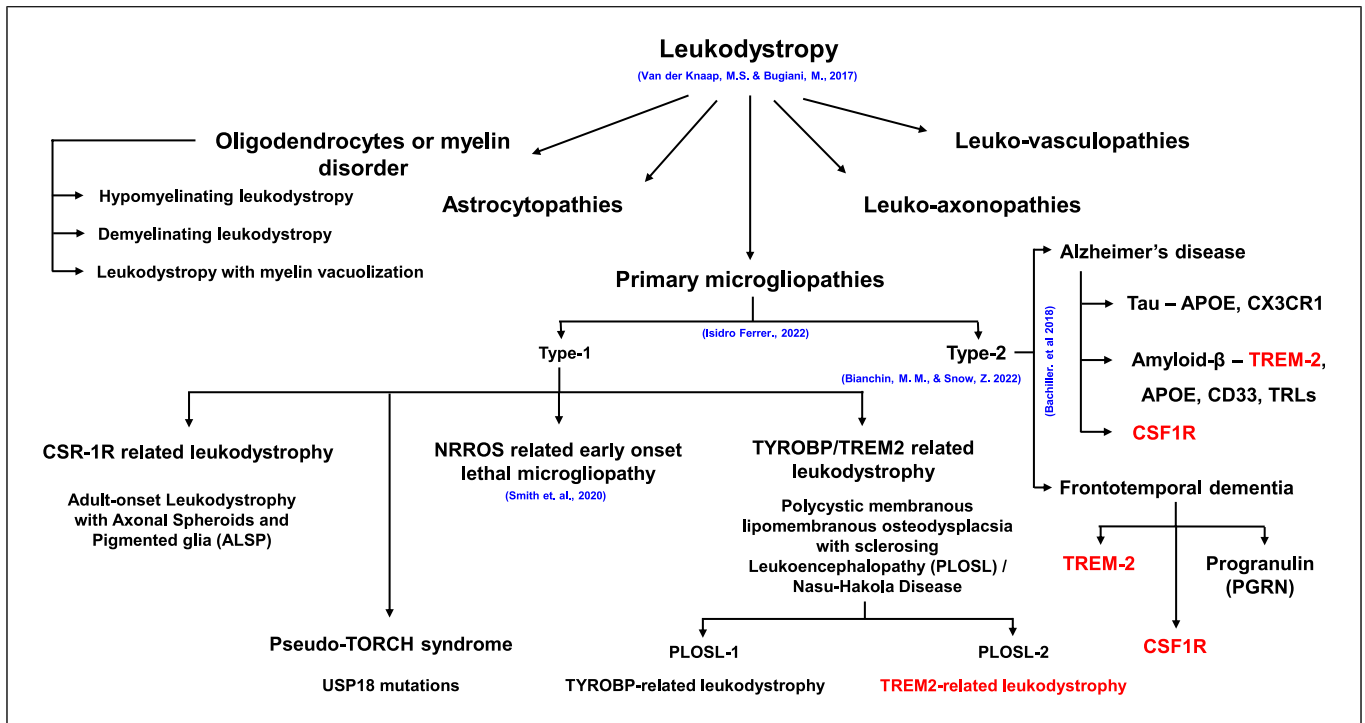 Leukodystropy
(Van der Knaap, M.S. & Bugiani, M., 2017)
Oligodendrocytes or myelin
disorder
Hypomyelinating leukodystropy
Demyelinating leukodystropy
Leukodystropy with myelin vacuolization
Astrocytopathies
Leuko-vasculopathies
Leuko-axonopathies
Primary microgliopathies
(Isidro Ferrer., 2022)
Type-1
Type-2
(Bianchin, M. M., & Snow, Z. 2022)
(Bachiller. et al 2018)
Alzheimer's disease
Tau – APOE, CX3CR1
Amyloid-β – TREM-2,
APOE, CD33, TRLs
CSF1R
Frontotemporal dementia
TREM-2
Progranulin
(PGRN)
CSF1R
CSR-1R related leukodystrophy
Adult-onset Leukodystrophy
with Axonal Spheroids and
Pigmented glia (ALSP)
Pseudo-TORCH syndrome
USP18 mutations
NRROS related early onset
lethal microgliopathy
(Smith et. al., 2020)
TYROBP/TREM2 related
leukodystrophy
Polycystic membranous
lipomembranous osteodysplacsia
with sclerosing
Leukoencephalopathy (PLOSL) /
Nasu-Hakola Disease
PLOSL-1
TYROBP-related leukodystrophy
PLOSL-2
TREM2-related leukodystrophy